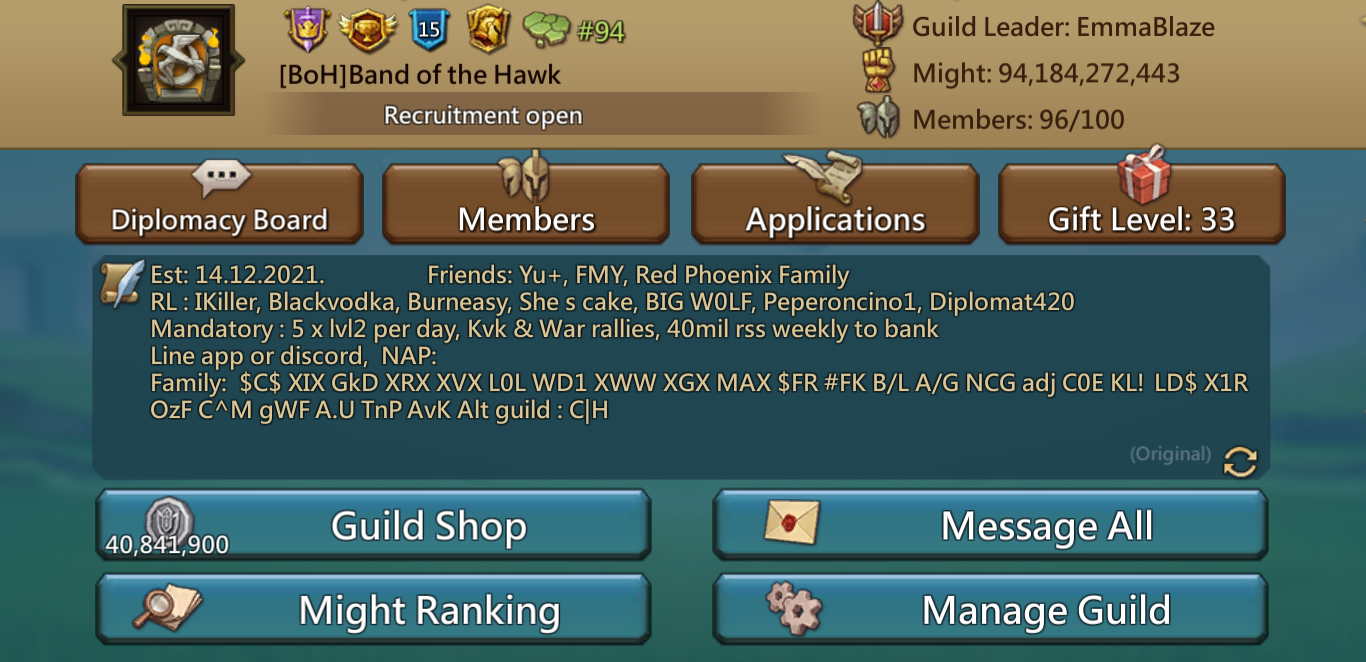 15
#94
[BoH]Band of the Hawk
Recruitment open
Guild Leader: EmmaBlaze
Might: 94,184,272,443
Members: 96/100
Diplomacy Board
Members
Applications
Gift Level: 33
Est: 14.12.2021. Friends: Yu+, FMY, Red Phoenix Family
RL : IKiller, Blackvodka, Burneasy, She s cake, BIG W0LF, Peperoncino1, Diplomat420
Mandatory : 5 x lvl2 per day, Kvk & War rallies, 40mil rss weekly to bank
Line app or discord, NAP:
Family: $C$ XIX GkD XRX XVX L0L WD1 XWW XGX MAX $FR #FK B/L A/G NCG adj C0E KL! LD$ X1R
OzF C^M gWF A.U TnP AvK Alt guild : C|H
(Original)
40,841,900
Guild Shop
Message All
Might Ranking
Manage Guild